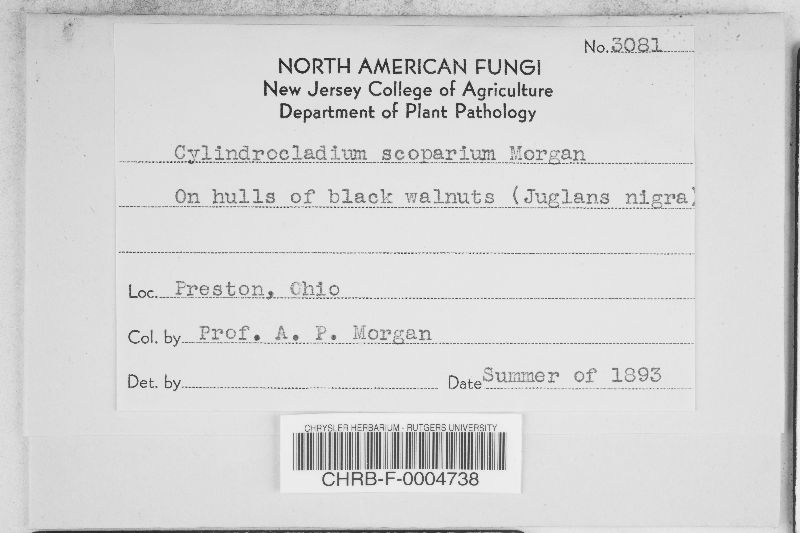 No. 3081
NORTH AMERICAN FUNGI
New Jersey College of Agriculture
Department of Plant Pathology
Cylindrocladium scoparium Morgan
On hulls of black walnuts (Juglans nigra)
Loc. Preston, Ohio
Col. by Prof. A. P. Morgan
Det. by
Date Summer of 1893
CHRYSLER HERBARIUM - RUTGERS UNIVERSITY
CHRB-F-0004738